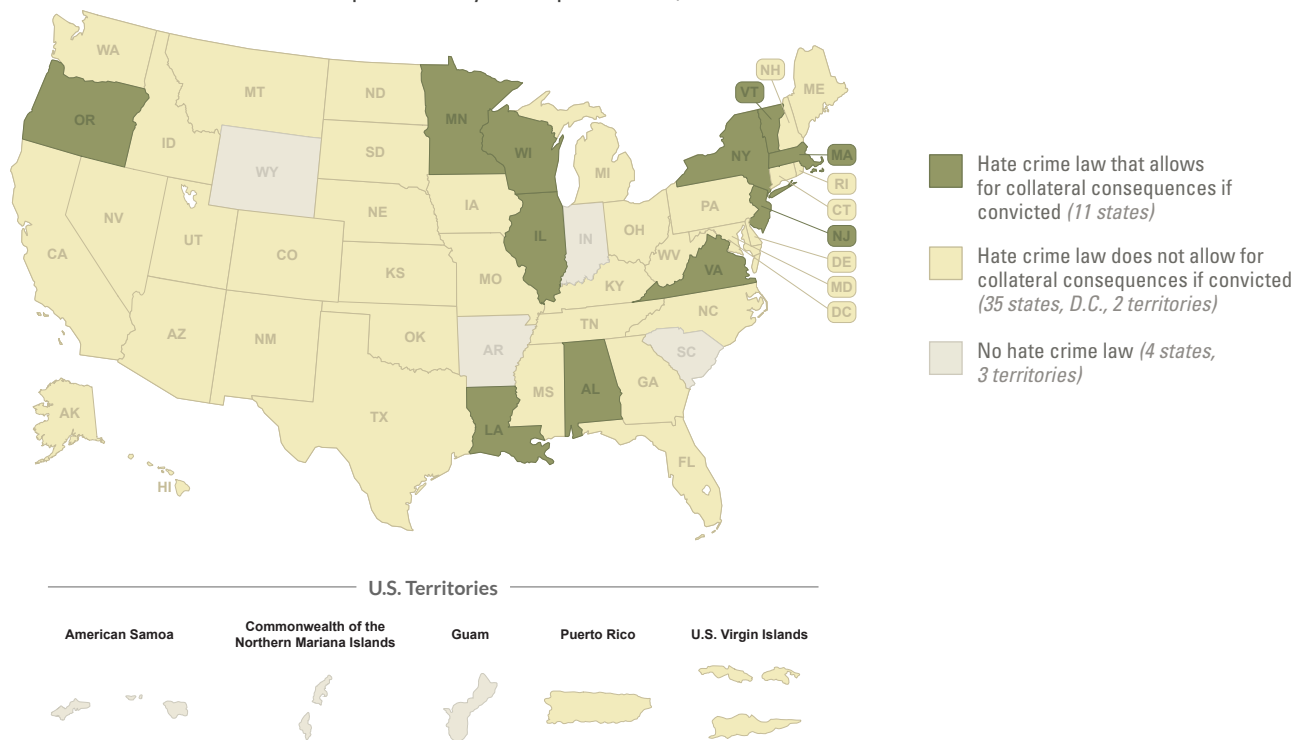 WA
MT
ND
MN
OR
ID
SD
WI
MI
WY
NE
IA
NV
UT
CO
KS
MO
IL
IN
OH
PA
NY
VT
NH
ME
MA
RI
CT
NJ
DE
MD
DC
CA
WV
VA
KY
NC
TN
AZ
NM
OK
AR
SC
MS
AL
GA
TX
LA
FL
AK
HI
Hate crime law that allows
for collateral consequences if
convicted (11 states)
Hate crime law does not allow for
collateral consequences if convicted
(35 states, D.C., 2 territories)
No hate crime law (4 states,
3 territories)
U.S. Territories
American Samoa
Commonwealth of the
Northern Mariana Islands
Guam
Puerto Rico
U.S. Virgin Islands